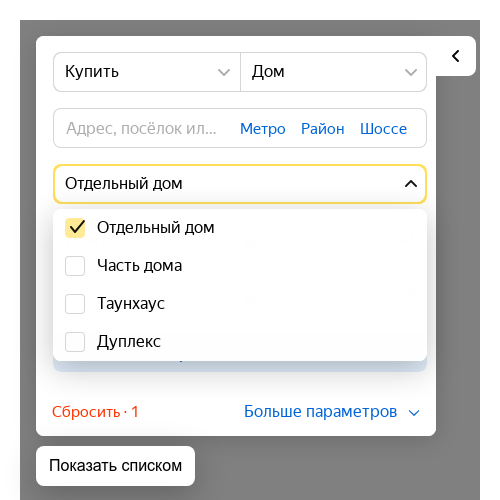 Купить Дом
Адрес, посёлок ил... Метро Район Шоссе
Отдельный дом
Отдельный дом
Часть дома
Таунхаус
Дуплекс
Сбросить · 1 Больше параметров
Показать списком